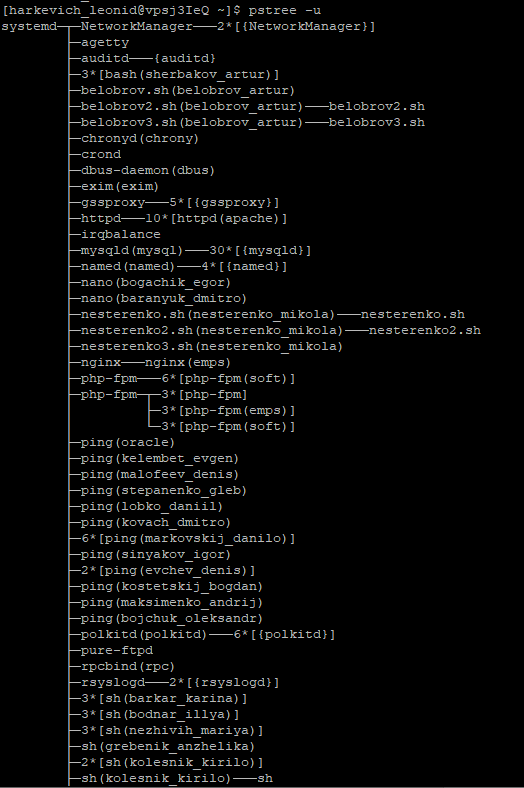 [harkevich_leonid@vpsj3IeQ ~]$ pstree -u
systemd─┬─NetworkManager───2*[{NetworkManager}]
        ├─agetty
        ├─auditd───{auditd}
        ├─3*[bash(sherbakov_artur)]
        ├─belobrov.sh(belobrov_artur)
        ├─belobrov2.sh(belobrov_artur)───belobrov2.sh
        ├─belobrov3.sh(belobrov_artur)───belobrov3.sh
        ├─chronyd(chrony)
        ├─crond
        ├─dbus-daemon(dbus)
        ├─exim(exim)
        ├─gssproxy───5*[{gssproxy}]
        ├─httpd───10*[httpd(apache)]
        ├─irqbalance
        ├─mysqld(mysql)───30*[{mysqld}]
        ├─named(named)───4*[{named}]
        ├─nano(bogachik_egor)
        ├─nano(baranyuk_dmitro)
        ├─nesterenko.sh(nesterenko_mikola)───nesterenko.sh
        ├─nesterenko2.sh(nesterenko_mikola)───nesterenko2.sh
        ├─nesterenko3.sh(nesterenko_mikola)
        ├─nginx───nginx(emps)
        ├─php-fpm───6*[php-fpm(soft)]
        ├─php-fpm─┬─3*[php-fpm]
        │         ├─3*[php-fpm(emps)]
        │         └─3*[php-fpm(soft)]
        ├─ping(oracle)
        ├─ping(kelembet_evgen)
        ├─ping(malofeev_denis)
        ├─ping(stepanenko_gleb)
        ├─ping(lobko_daniil)
        ├─ping(kovach_dmitro)
        ├─6*[ping(markovskij_danilo)]
        ├─ping(sinyakov_igor)
        ├─2*[ping(evchev_denis)]
        ├─ping(kostetskij_bogdan)
        ├─ping(maksimenko_andrij)
        ├─ping(bojchuk_oleksandr)
        ├─polkitd(polkitd)───6*[{polkitd}]
        ├─pure-ftpd
        ├─rpcbind(rpc)
        ├─rsyslogd───2*[{rsyslogd}]
        ├─3*[sh(barkar_karina)]
        ├─3*[sh(bodnar_illya)]
        ├─3*[sh(nezhivih_mariya)]
        ├─sh(grebenik_anzhelika)
        ├─2*[sh(kolesnik_kirilo)]
        ├─sh(kolesnik_kirilo)───sh